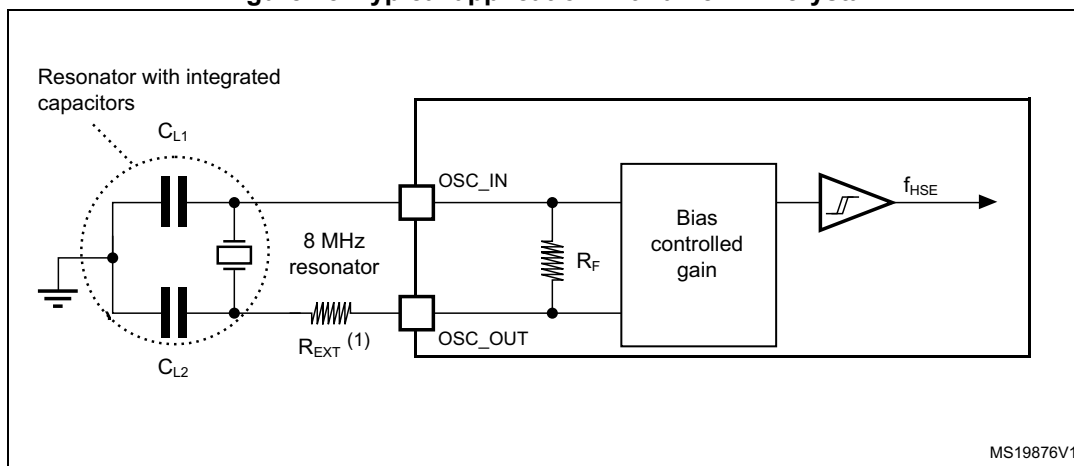 Resonator with integrated
capacitors
CL1
OSC_IN
fHSE
8 MHz
resonator
RF
Bias
controlled
gain
REXT (1)
OSC_OUT
CL2
MS19876V1